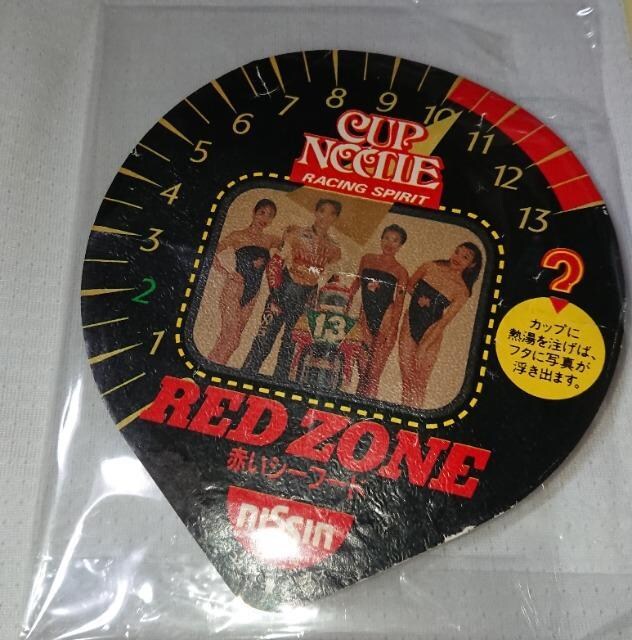 1
2
3
4
5
6
7
8
9
10
11
12
13
CUP
NOODLE
RACING SPIRIT
13
?
カップに
熱湯を注げば、
フタに写真が
浮き出ます。
RED ZONE
赤いシーフード
NISSIN